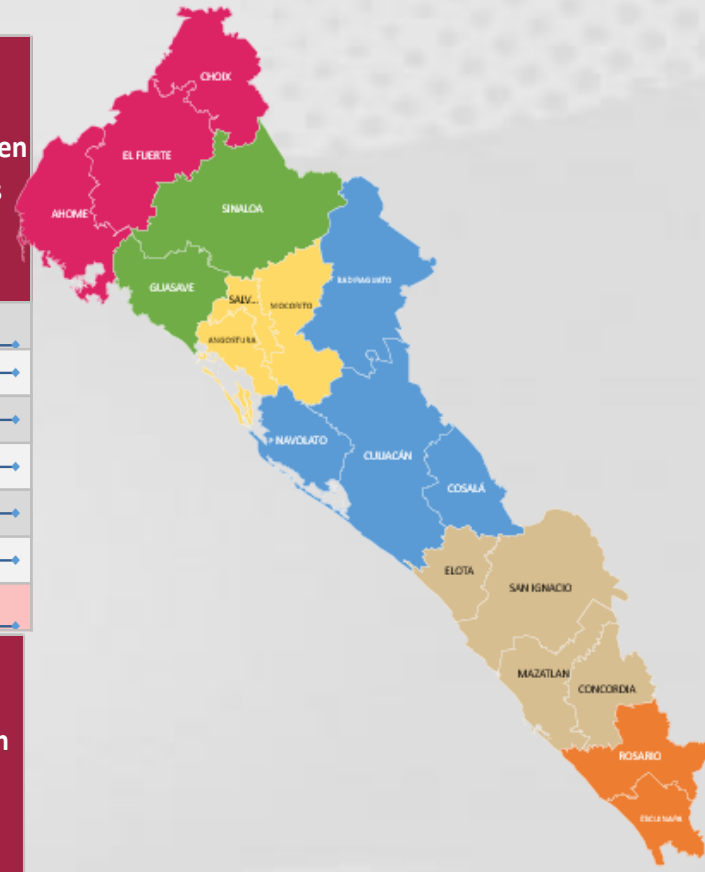 en
s
n
CHOIX
EL FUERTE
AHOME
SINALOA
GUASAVE
SALV...
MOCORITO
ANGOSTURA
BADIRAGUATO
NAVOLATO
CULIACÁN
COSALÁ
ELOTA
SAN IGNACIO
MAZATLAN
CONCORDIA
ROSARIO
ESCUINAPA